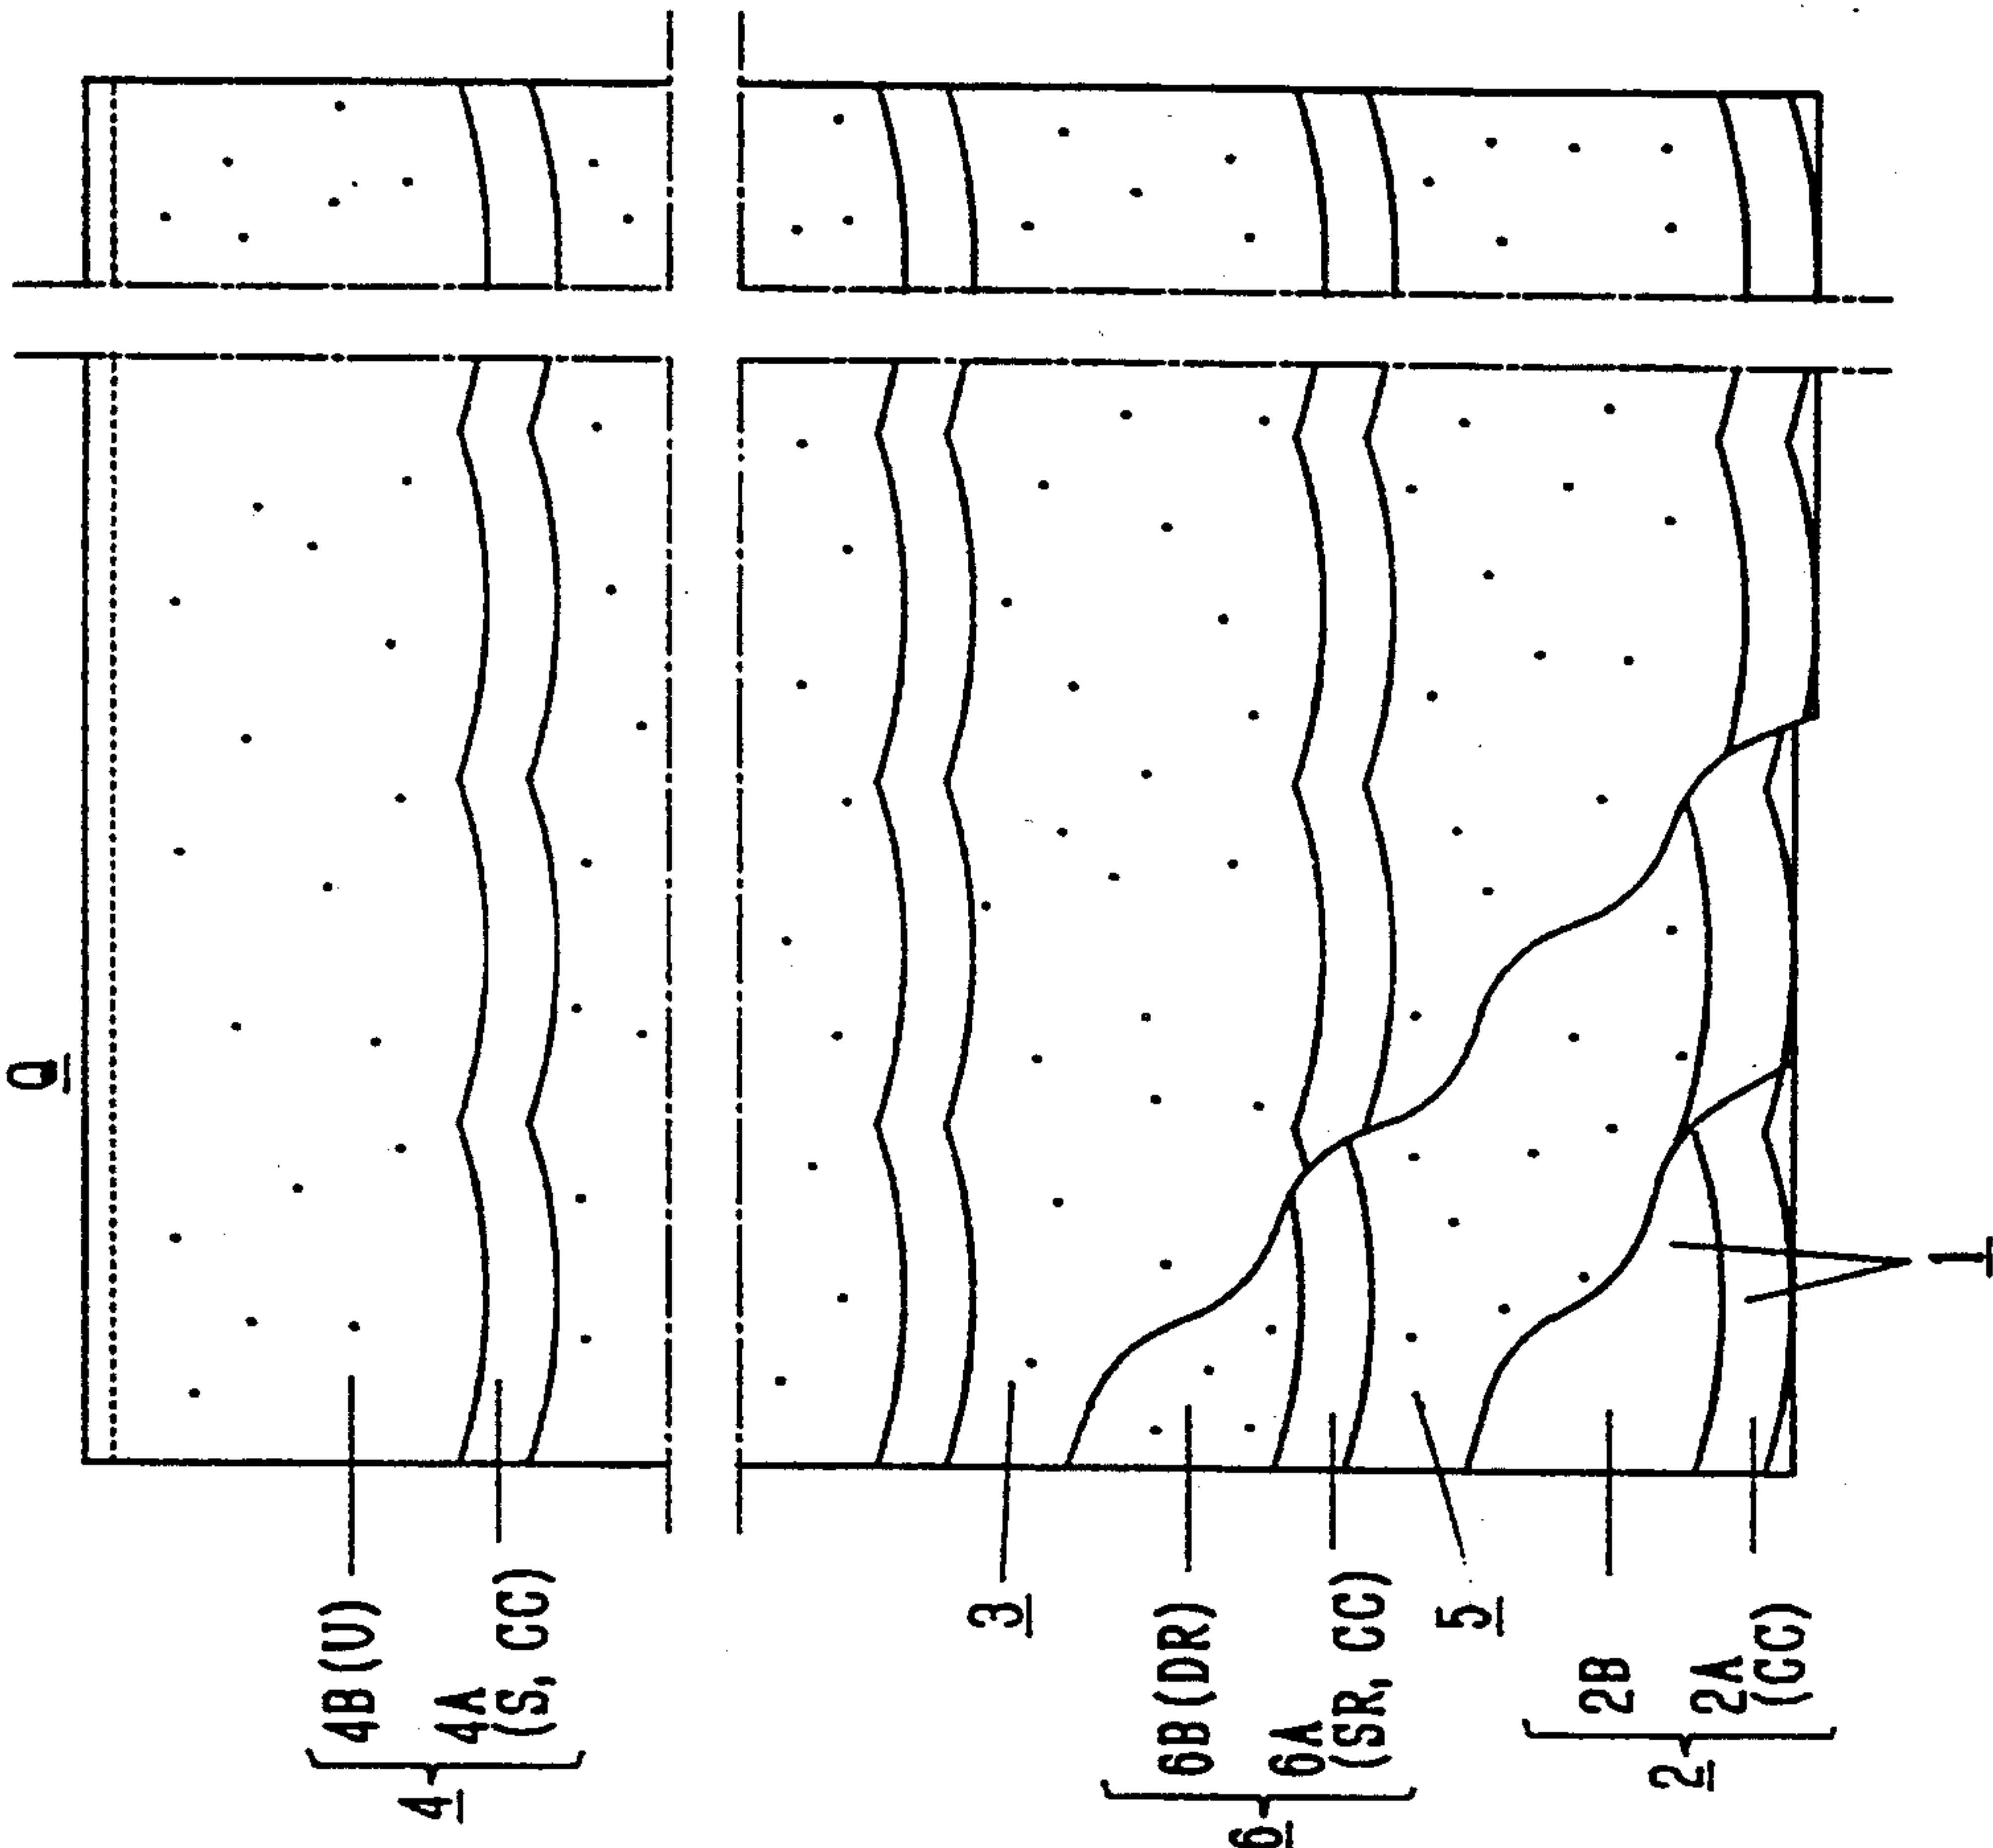 Q
4B (U)
4
4A
(S, CC)
3
6B (DR)
6
6A
(SR, CC)
5
2B
2
2A
(CC)
1